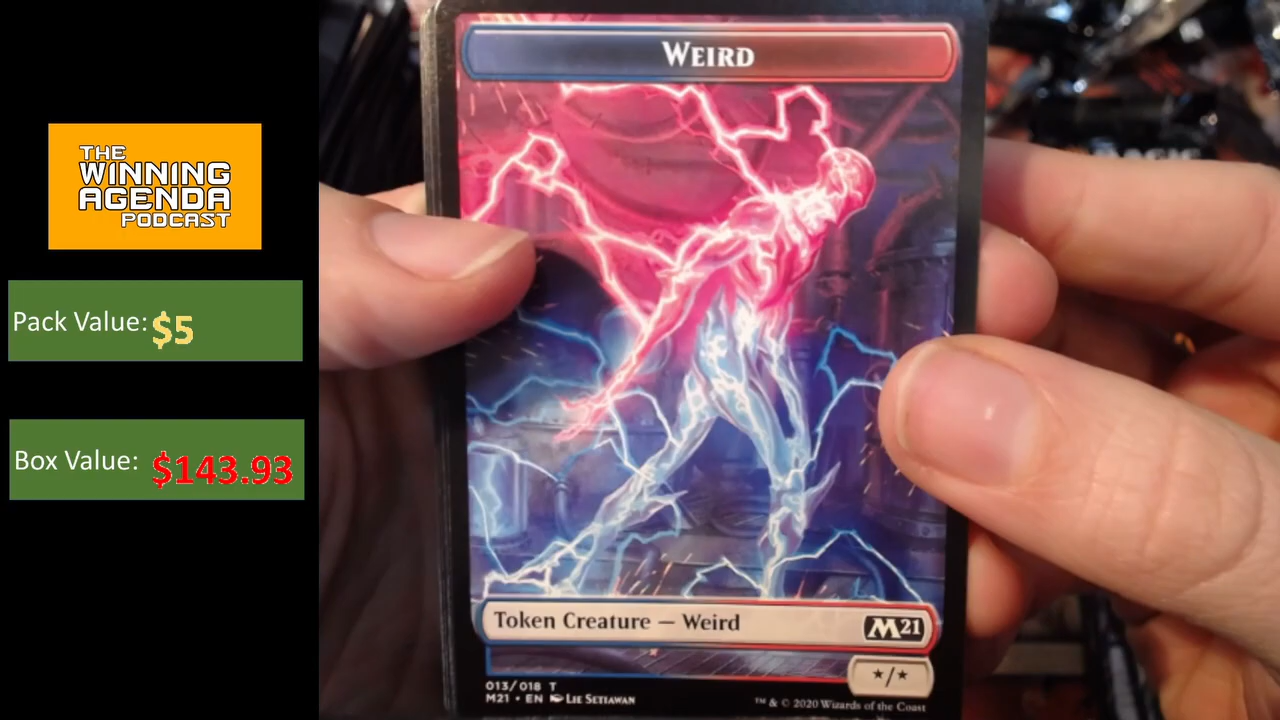 THE
WINNING
AGENDA
PODCAST
Pack Value: $5
Box Value: $143.93
WEIRD
Token Creature — Weird
M21
*/*
013/018 T
M21 • EN LIE SETIAWAN
™ & © 2020 Wizards of the Coast
MAGIC